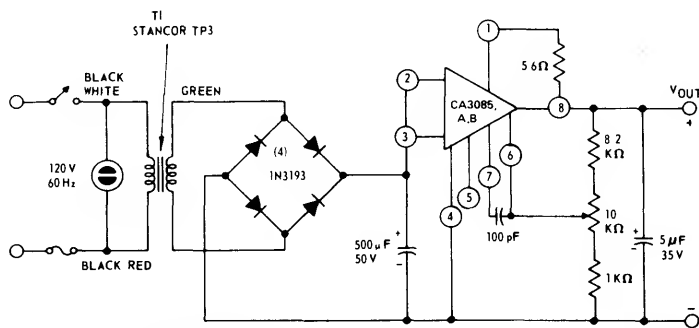 T1
STANCOR TP3
BLACK
WHITE
GREEN
120 V
60 Hz
(4)
1N3193
BLACK RED
500 µF
50 V
+
−
1
2
3
CA3085,
A,B
4
5
6
7
8
5 6Ω
100 pF
8 2
KΩ
10
KΩ
1 KΩ
5 µF
35 V
+
−
VOUT
+
−